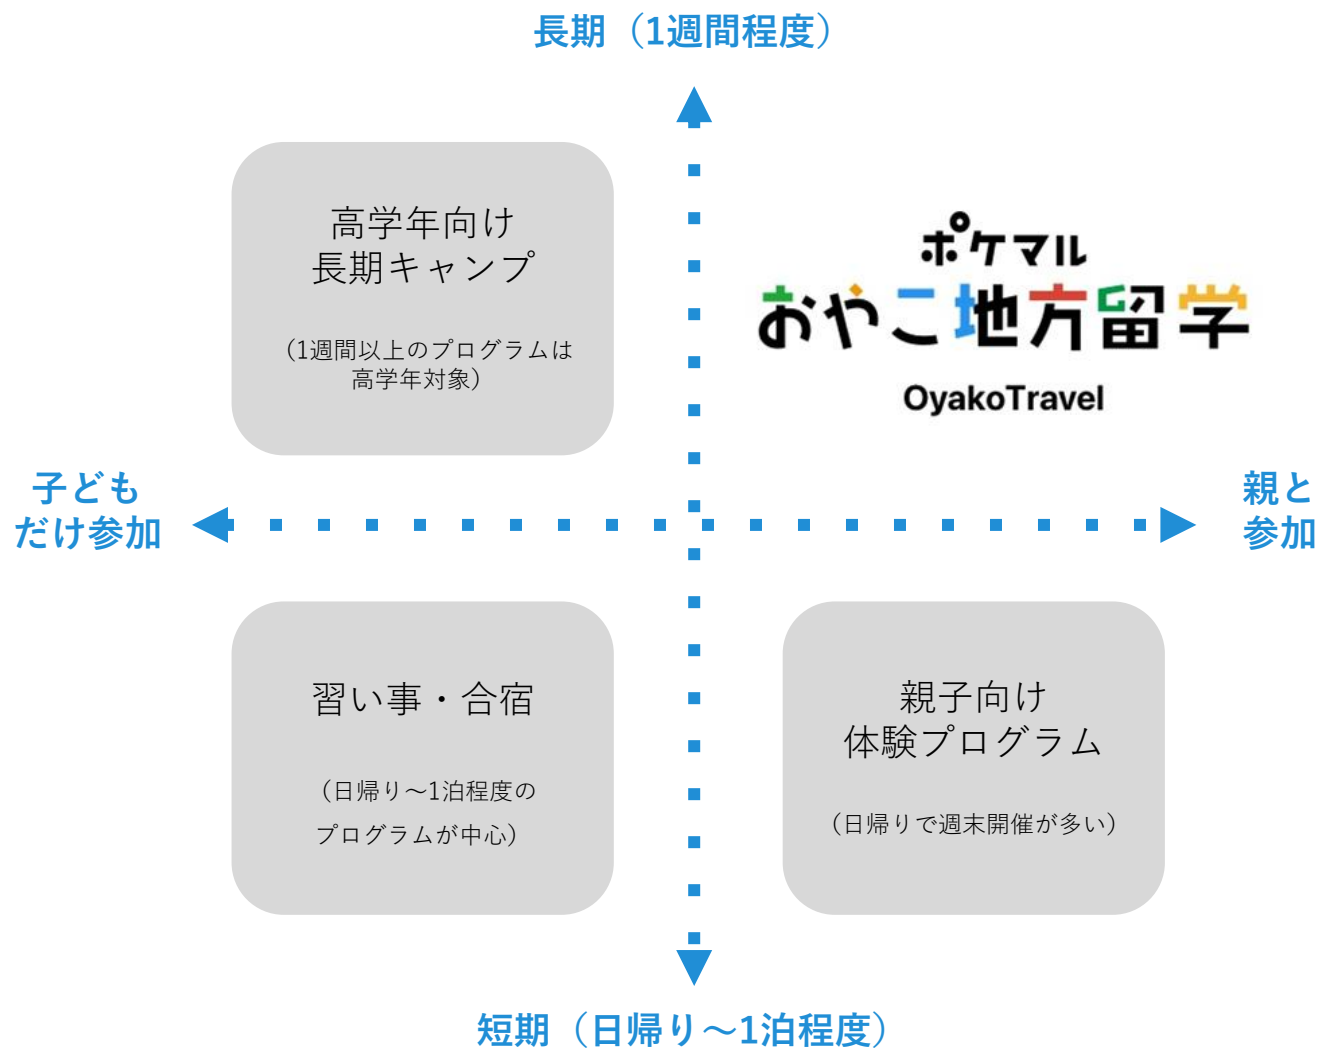 長期（1週間程度）
高学年向け
長期キャンプ
（1週間以上のプログラムは
高学年対象）
ポケマル
おやこ地方留学
OyakoTravel
子ども
だけ参加
親と
参加
習い事・合宿
（日帰り～1泊程度の
プログラムが中心）
親子向け
体験プログラム
（日帰りで週末開催が多い）
短期（日帰り～1泊程度）